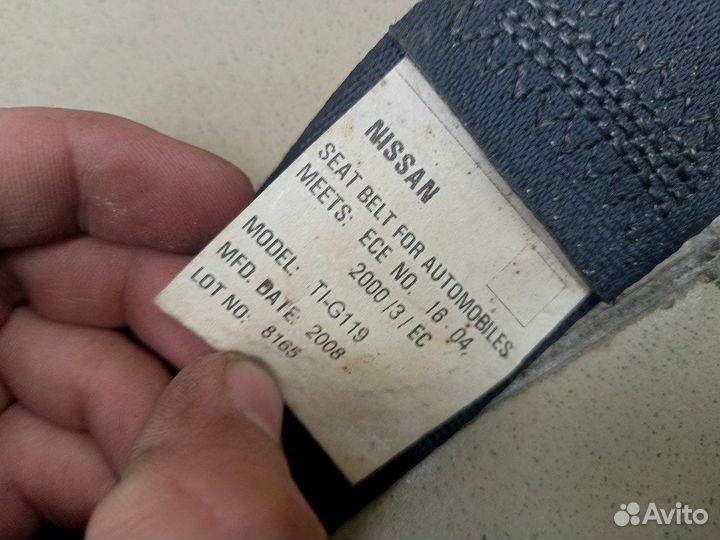 NISSAN
SEAT BELT FOR AUTOMOBILES
MEETS: ECE NO. 16-04,
2000/3/EC
MODEL: TI-G119
MFD. DATE: 2008
LOT NO: 8165
Avito